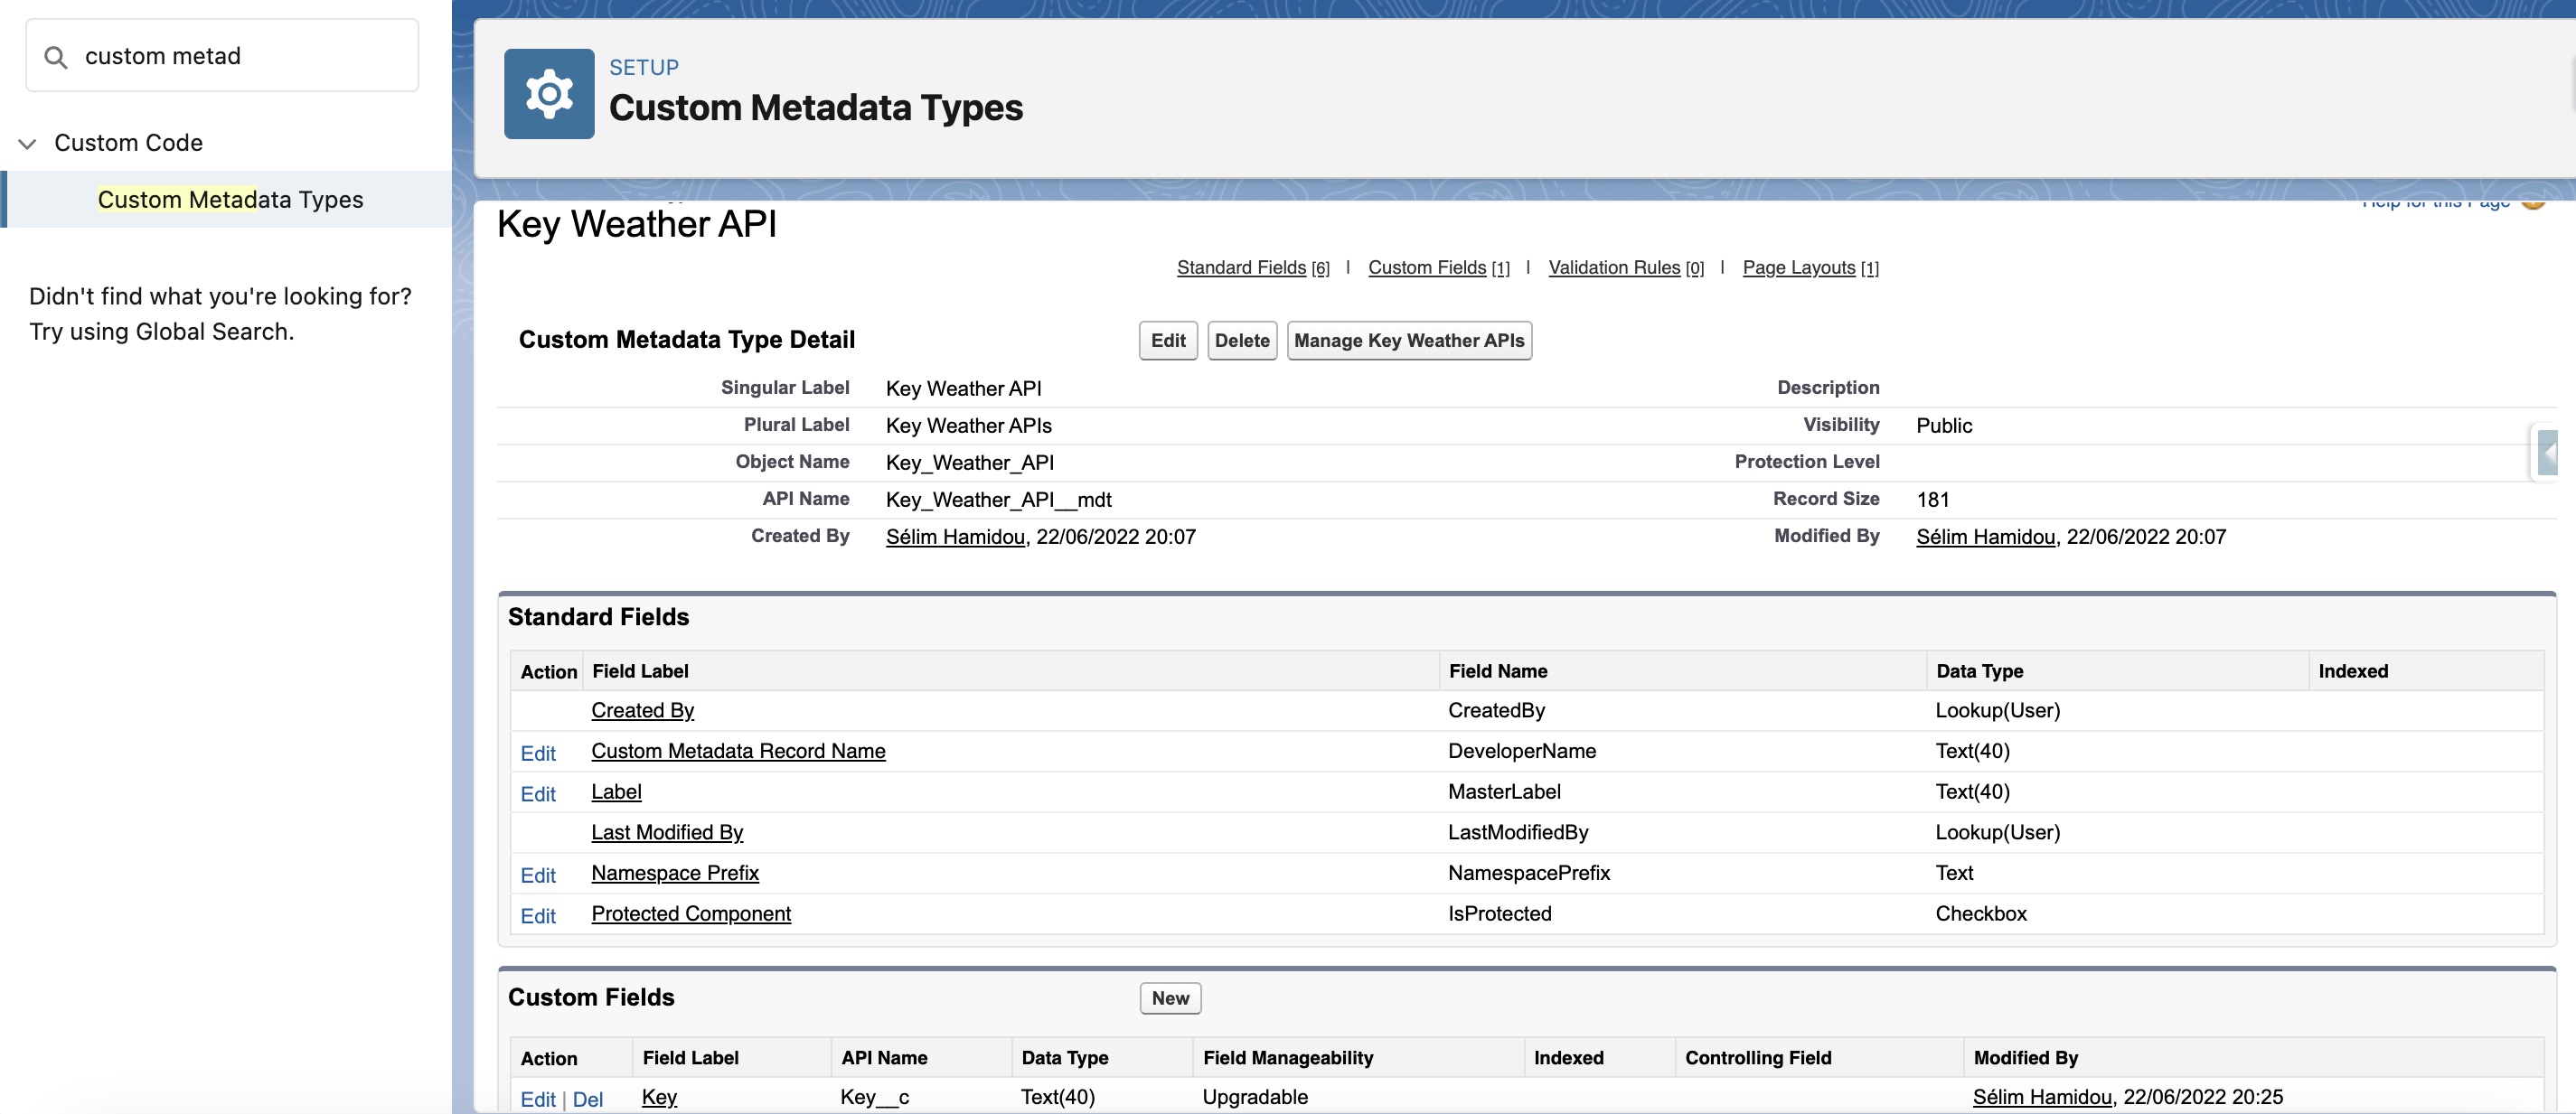 custom metad
Custom Code
Custom Metadata Types
Didn't find what you're looking for?
Try using Global Search.
SETUP
Custom Metadata Types
Help for this Page
Key Weather API
Standard Fields [6] | Custom Fields [1] | Validation Rules [0] | Page Layouts [1]
Custom Metadata Type Detail Edit Delete Manage Key Weather APIs
Singular Label Key Weather API Description
Plural Label Key Weather APIs Visibility Public
Object Name Key_Weather_API Protection Level
API Name Key_Weather_API__mdt Record Size 181
Created By Sélim Hamidou, 22/06/2022 20:07 Modified By Sélim Hamidou, 22/06/2022 20:07
Standard Fields
Action Field Label Field Name Data Type Indexed
Created By CreatedBy Lookup(User)
Edit Custom Metadata Record Name DeveloperName Text(40)
Edit Label MasterLabel Text(40)
Last Modified By LastModifiedBy Lookup(User)
Edit Namespace Prefix NamespacePrefix Text
Edit Protected Component IsProtected Checkbox
Custom Fields New
Action Field Label API Name Data Type Field Manageability Indexed Controlling Field Modified By
Edit | Del Key Key__c Text(40) Upgradable Sélim Hamidou, 22/06/2022 20:25